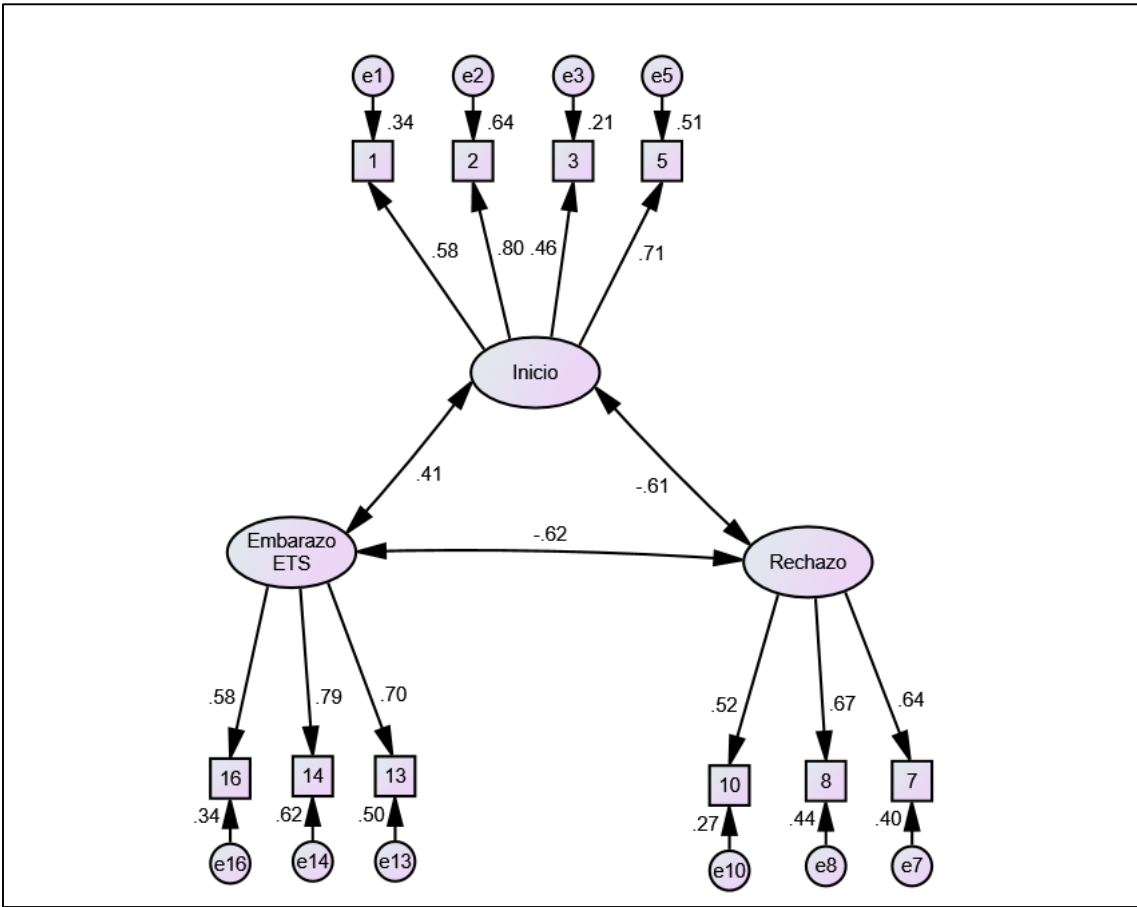 e1 e2 e3 e5
.34 .64 .21 .51
1 2 3 5
.58 .80 .46 .71
Inicio
.41 -.61
-.62
Embarazo
ETS
Rechazo
.58 .79 .70 .52 .67 .64
16 14 13 10 8 7
.34 .62 .50 .27 .44 .40
e16 e14 e13 e10 e8 e7